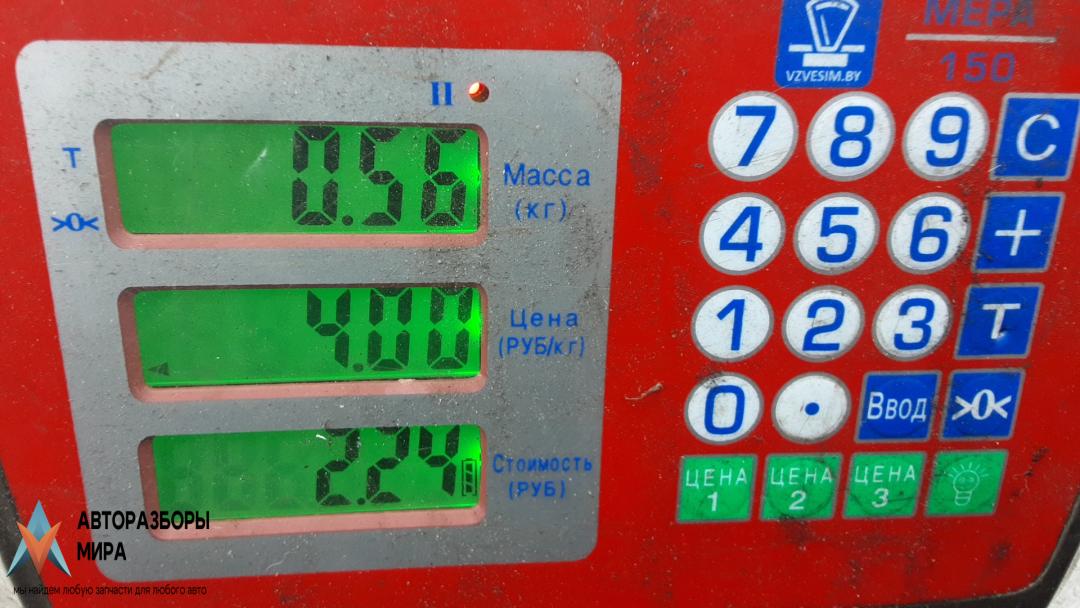 II
T
>0<
0.56
Масса
(кг)
4.00
Цена
(РУБ/кг)
2.24
Стоимость
(РУБ)
VZVESIM.BY
МЕРА
150
7 8 9 C
4 5 6 +
1 2 3 T
0 . Ввод >0<
ЦЕНА 1
ЦЕНА 2
ЦЕНА 3
АВТОРАЗБОРЫ
МИРА
мы найдем любую запчасти для любого авто